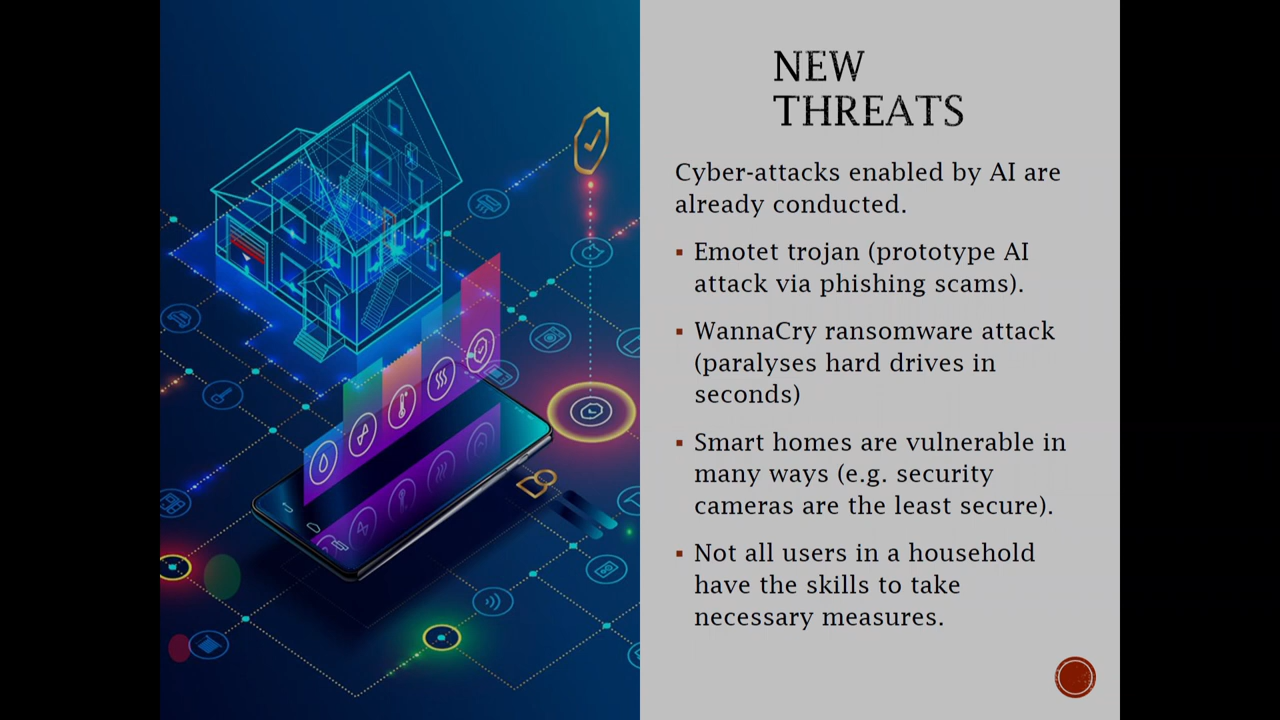 NEW
THREATS
Cyber-attacks enabled by AI are
already conducted.
▪ Emotet trojan (prototype AI
attack via phishing scams).
▪ WannaCry ransomware attack
(paralyses hard drives in
seconds)
▪ Smart homes are vulnerable in
many ways (e.g. security
cameras are the least secure).
▪ Not all users in a household
have the skills to take
necessary measures.